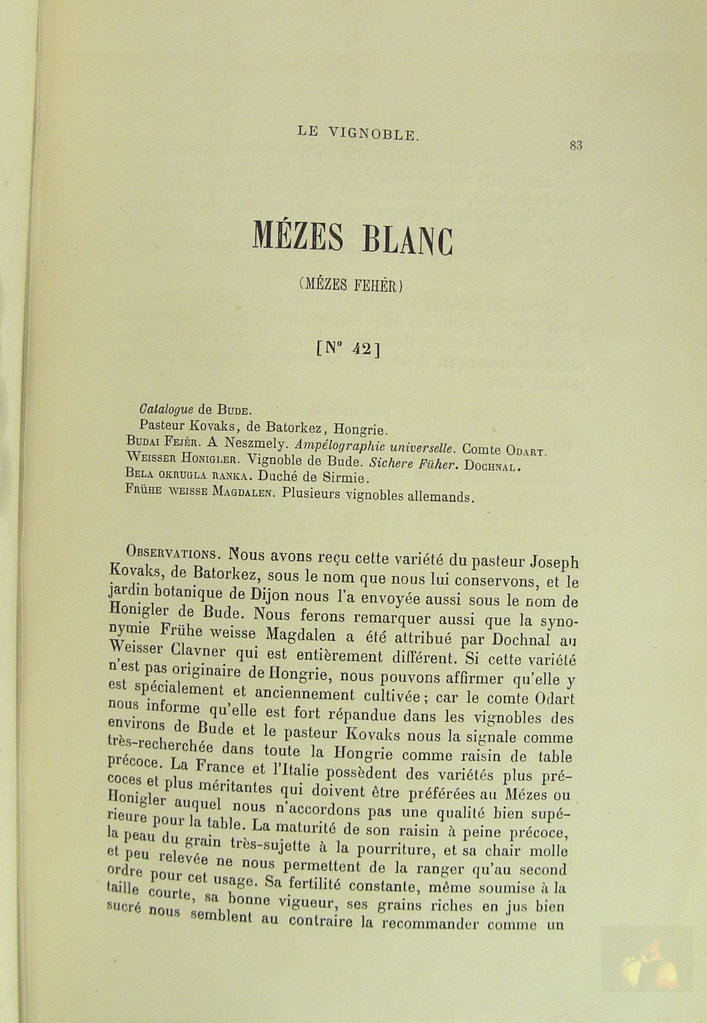 LE VIGNOBLE.
83
MÉZES BLANC
(MÉZES FEHÉR)
[N° 42]
Catalogue de BUDE.
Pasteur Kovaks, de Batorkez, Hongrie.
BUDAI FEJÉR. A Neszmely. Ampélographie universelle. Comte ODART.
WEISSER HONIGLER. Vignoble de Bude. Sichere Füher. DOCHNAL.
BELA OKRUGLA RANKA. Duché de Sirmie.
FRÜHE WEISSE MAGDALEN. Plusieurs vignobles allemands.
OBSERVATIONS. Nous avons reçu cette variété du pasteur Joseph
Kovaks, de Batorkez, sous le nom que nous lui conservons, et le
jardin botanique de Dijon nous l'a envoyée aussi sous le nom de
Honigler de Bude. Nous ferons remarquer aussi que la syno-
nymie Frühe weisse Magdalen a été attribué par Dochnal au
Weisser Clavner qui est entièrement différent. Si cette variété
n'est pas originaire de Hongrie, nous pouvons affirmer qu'elle y
est spécialement et anciennement cultivée; car le comte Odart
nous informe qu'elle est fort répandue dans les vignobles des
environs de Bude et le pasteur Kovaks nous la signale comme
très-recherchée dans toute la Hongrie comme raisin de table
précoce. La France et l'Italie possèdent des variétés plus pré-
coces et plus méritantes qui doivent être préférées au Mézes ou
Honigler auquel nous n'accordons pas une qualité bien supé-
rieure pour la table. La maturité de son raisin à peine précoce,
la peau du grain très-sujette à la pourriture, et sa chair molle
et peu relevée ne nous permettent de la ranger qu'au second
ordre pour cet usage. Sa fertilité constante, même soumise à la
taille courte, sa bonne vigueur, ses grains riches en jus bien
sucré nous semblent au contraire la recommander comme un